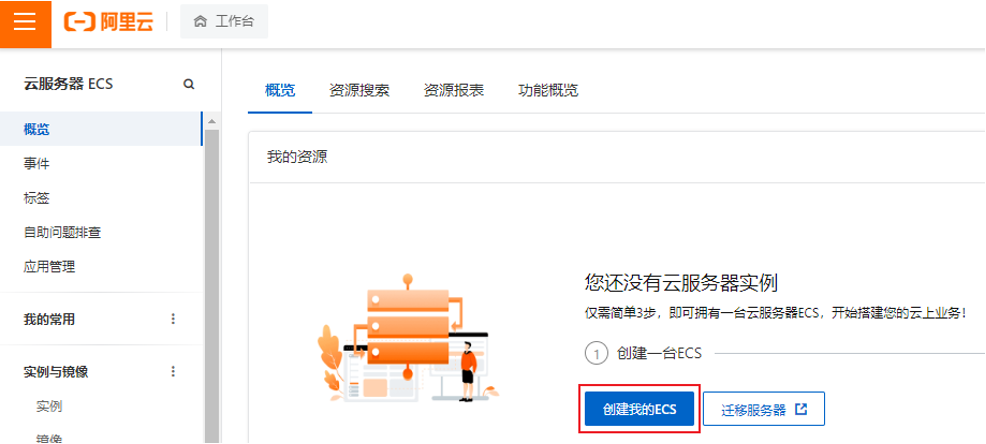 阿里云 工作台
云服务器 ECS
概览
事件
标签
自助问题排查
应用管理
我的常用
实例与镜像
实例
镜像
概览 资源搜索 资源报表 功能概览
我的资源
您还没有云服务器实例
仅需简单3步，即可拥有一台云服务器ECS，开始搭建您的云上业务！
1 创建一台ECS
创建我的ECS 迁移服务器